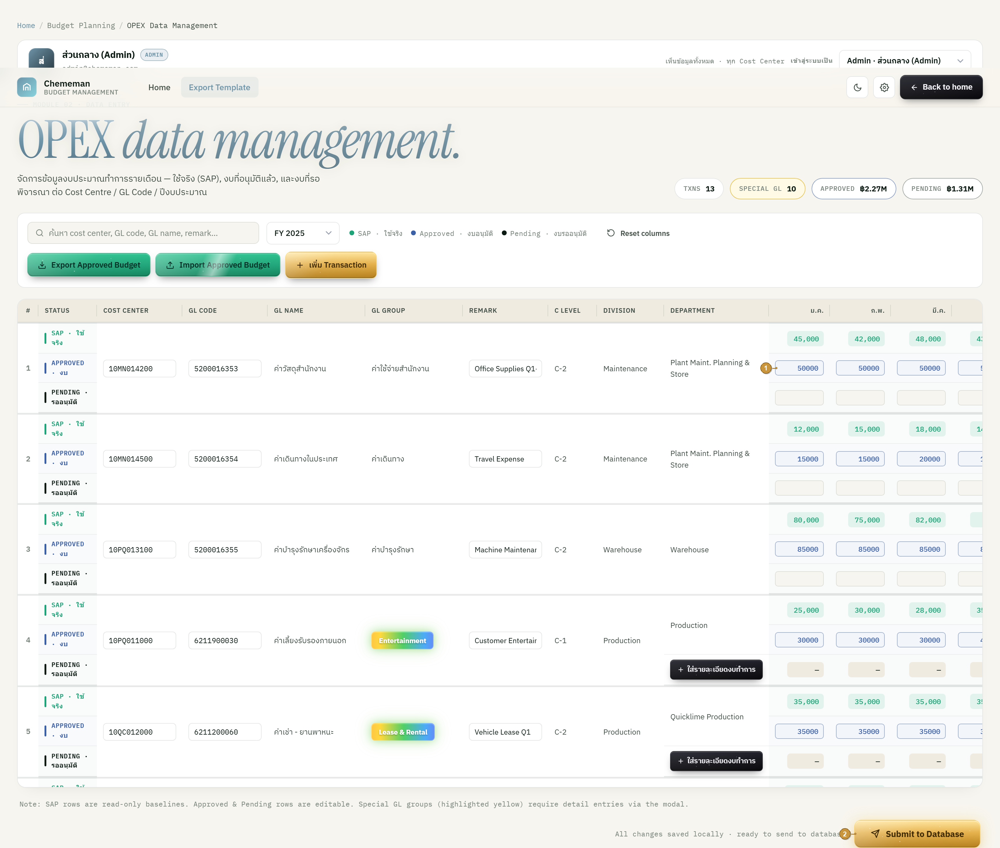 Home / Budget Planning / OPEX Data Management
ส่
ส่วนกลาง (Admin) ADMIN
เห็นข้อมูลทั้งหมด · ทุก Cost Center เข้าสู่ระบบเป็น Admin · ส่วนกลาง (Admin)
Chememan
BUDGET MANAGEMENT
Home Export Template
Back to home
MODULE 02 · DATA ENTRY
OPEX data management.
จัดการข้อมูลงบประมาณทำการรายเดือน — ใช้จริง (SAP), งบที่อนุมัติแล้ว, และงบที่รอ
พิจารณา ต่อ Cost Centre / GL Code / ปีงบประมาณ
TXNS 13 SPECIAL GL 10 APPROVED ฿2.27M PENDING ฿1.31M
ค้นหา cost center, GL code, GL name, remark... FY 2025 SAP · ใช้จริง Approved · งบอนุมัติ Pending · งบรออนุมัติ Reset columns
Export Approved Budget Import Approved Budget เพิ่ม Transaction
# STATUS COST CENTER GL CODE GL NAME GL GROUP REMARK C LEVEL DIVISION DEPARTMENT ม.ค. ก.พ. มี.ค.
SAP · ใช้
จริง
45,000 42,000 48,000
1
APPROVED
· งบ
10MN014200 5200016353 ค่าวัสดุสำนักงาน ค่าใช้จ่ายสำนักงาน Office Supplies Q1- C-2 Maintenance
Plant Maint. Planning &
Store
1 50000 50000 50000
PENDING ·
รออนุมัติ
SAP · ใช้
จริง
12,000 15,000 18,000
2
APPROVED
· งบ
10MN014500 5200016354 ค่าเดินทางในประเทศ ค่าเดินทาง Travel Expense C-2 Maintenance
Plant Maint. Planning &
Store
15000 15000 20000
PENDING ·
รออนุมัติ
SAP · ใช้
จริง
80,000 75,000 82,000
3
APPROVED
· งบ
10PQ013100 5200016355 ค่าบำรุงรักษาเครื่องจักร ค่าบำรุงรักษา Machine Maintenar C-2 Warehouse Warehouse
85000 85000 85000
PENDING ·
รออนุมัติ
SAP · ใช้
จริง
25,000 30,000 28,000
Production
4
APPROVED
· งบ
10PQ011000 6211900030 ค่าเลี้ยงรับรองภายนอก Entertainment Customer Entertair C-1 Production
30000 30000 30000
PENDING ·
รออนุมัติ
+ ใส่รายละเอียดงบทำการ – – –
SAP · ใช้
จริง
35,000 35,000 35,000
Quicklime Production
5
APPROVED
· งบ
10QC012000 6211200060 ค่าเช่า - ยานพาหนะ Lease & Rental Vehicle Lease Q1 C-2 Production
35000 35000 35000
PENDING ·
รออนุมัติ
+ ใส่รายละเอียดงบทำการ – – –
Note: SAP rows are read-only baselines. Approved & Pending rows are editable. Special GL groups (highlighted yellow) require detail entries via the modal.
All changes saved locally · ready to send to databas 2 Submit to Database